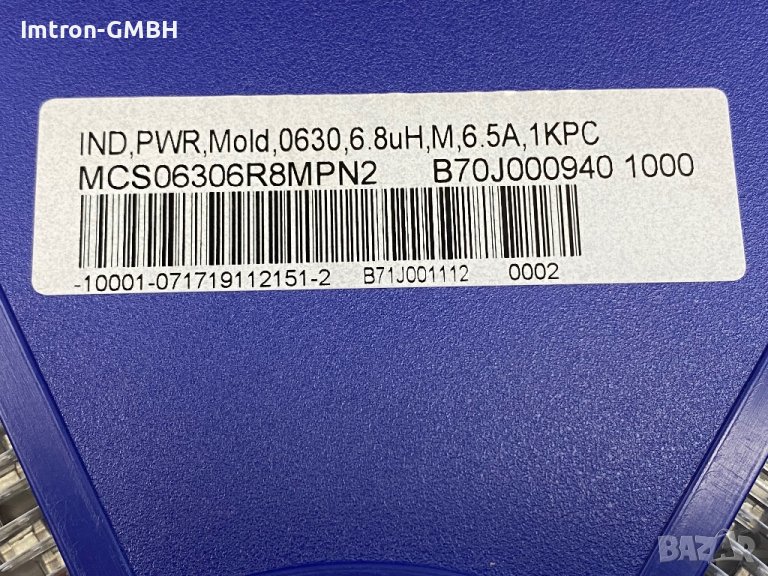 Imtron-GMBH
IND,PWR,Mold,0630,6.8uH,M,6.5A,1KPC
MCS06306R8MPN2 B70J000940 1000
-10001-071719112151-2 B71J001112 0002
BAZAR